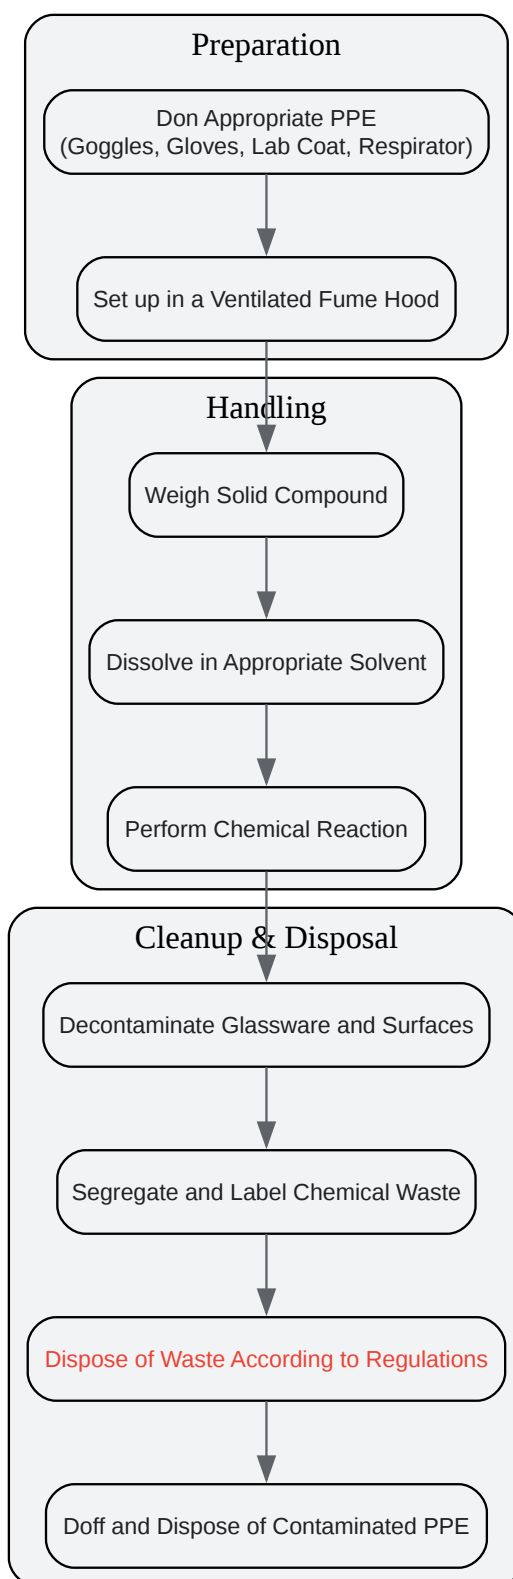 Preparation
Don Appropriate PPE
(Goggles, Gloves, Lab Coat, Respirator)
Set up in a Ventilated Fume Hood
Handling
Weigh Solid Compound
Dissolve in Appropriate Solvent
Perform Chemical Reaction
Cleanup & Disposal
Decontaminate Glassware and Surfaces
Segregate and Label Chemical Waste
Dispose of Waste According to Regulations
Doff and Dispose of Contaminated PPE